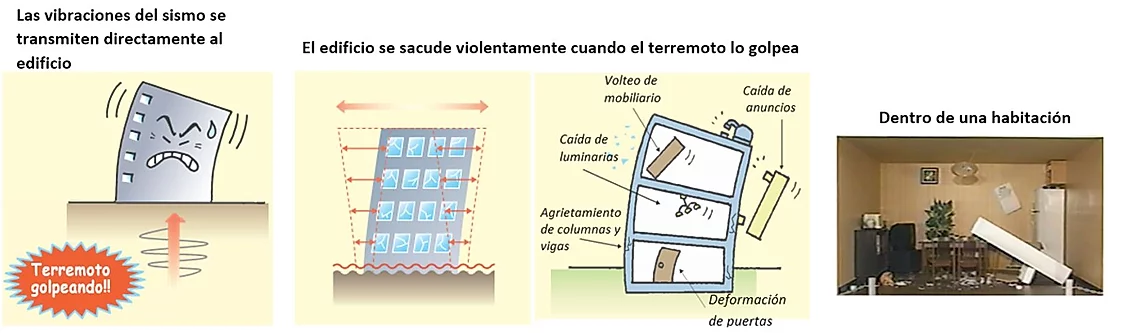 Las vibraciones del sismo se
transmiten directamente al
edificio
Terremoto
golpeando!!
El edificio se sacude violentamente cuando el terremoto lo golpea
Volteo de
mobiliario
Caída de
anuncios
Caída de
luminarias
Agrietamiento
de columnas y
vigas
Deformación
de puertas
Dentro de una habitación